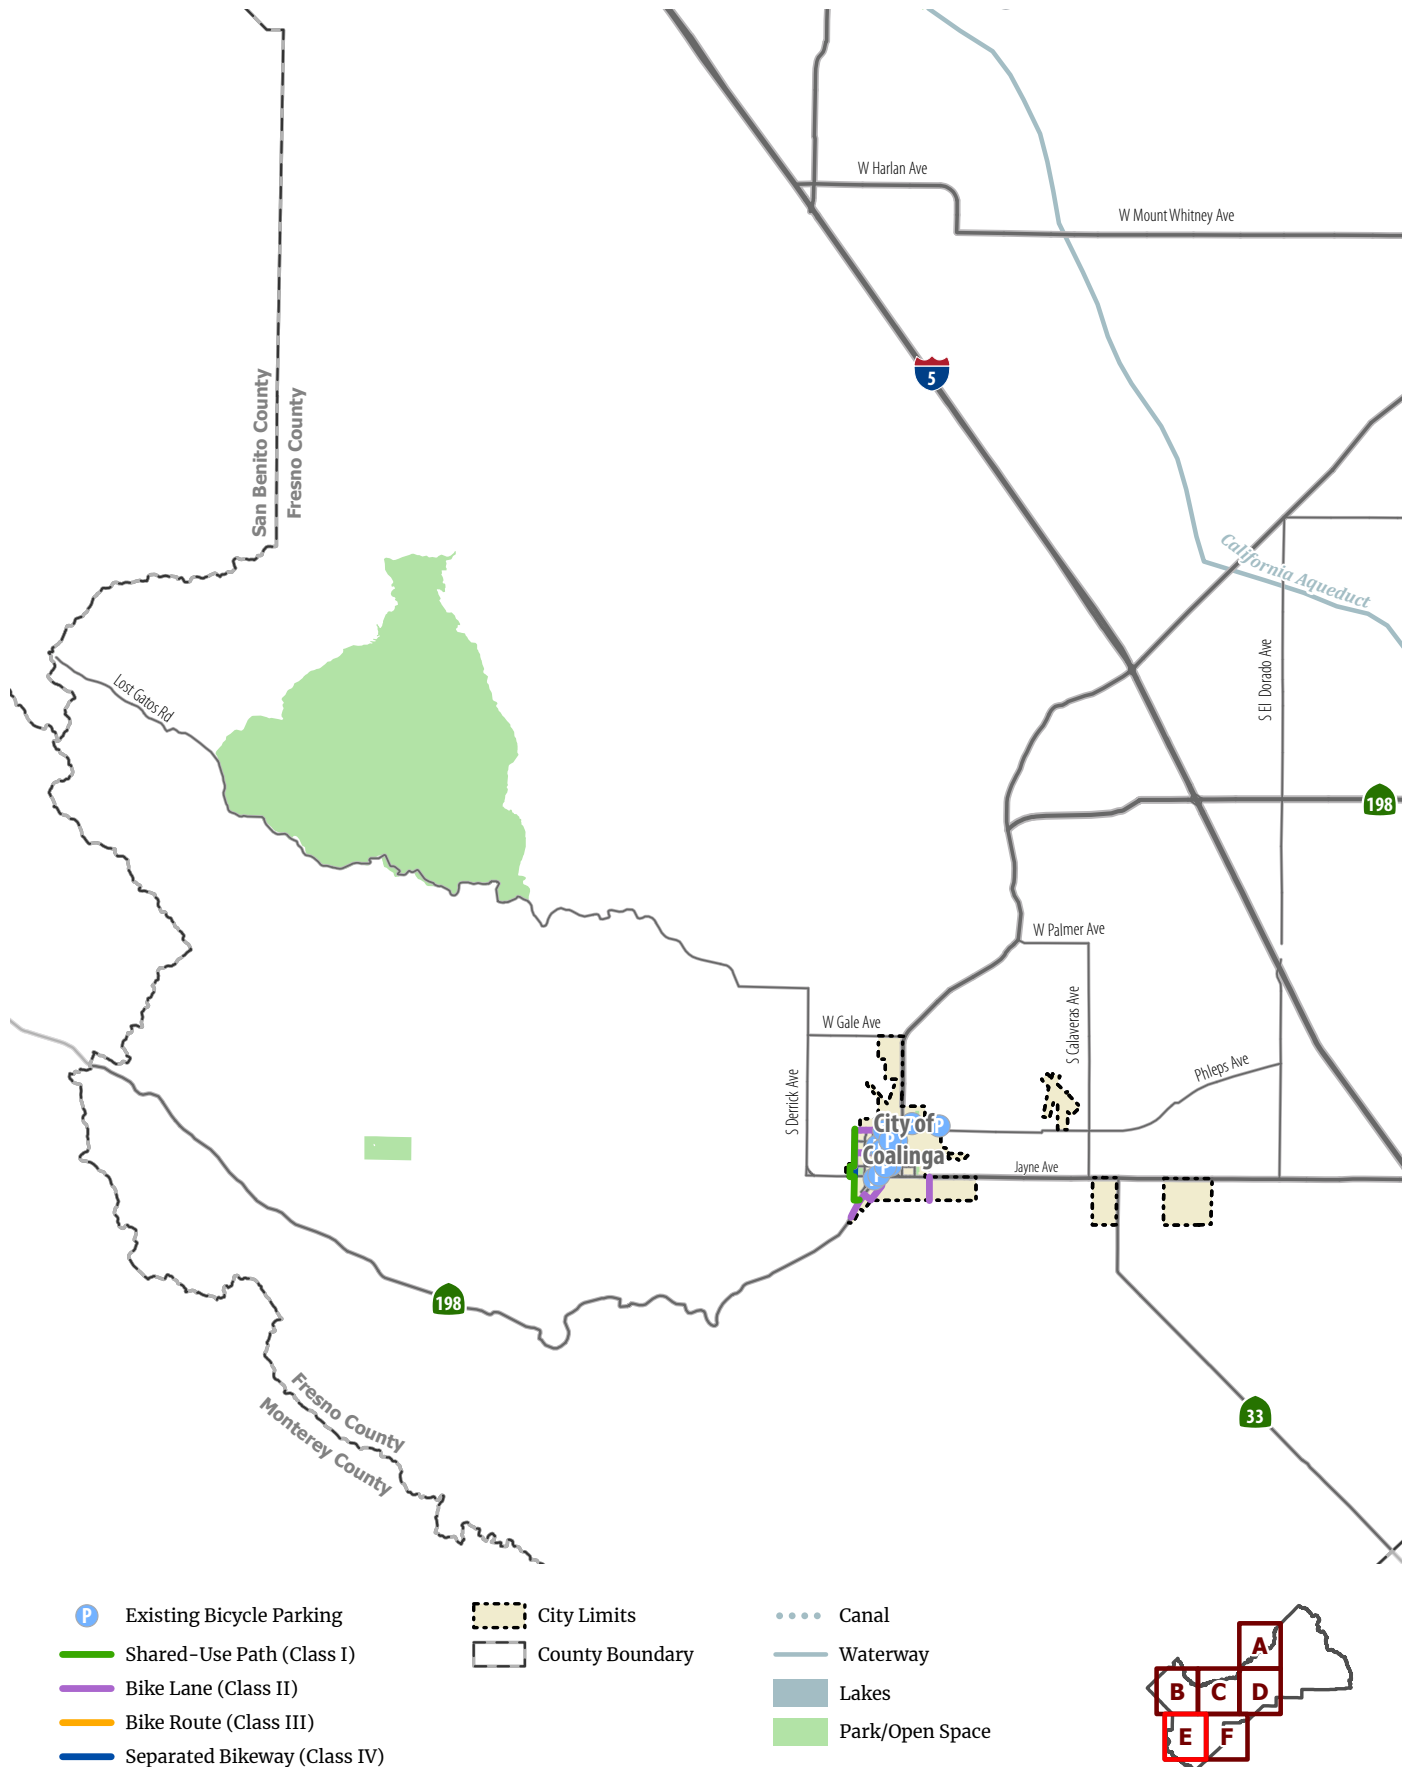 W Harlan Ave
W Mount Whitney Ave
5
San Benito County
Fresno County
California Aqueduct
S El Dorado Ave
Lost Gatos Rd
198
W Palmer Ave
S Calaveras Ave
W Gale Ave
Phleps Ave
S Derrick Ave
City of
Coalinga
P
P
P
P
Jayne Ave
198
Fresno County
Monterey County
33
P Existing Bicycle Parking
Shared-Use Path (Class I)
Bike Lane (Class II)
Bike Route (Class III)
Separated Bikeway (Class IV)
City Limits
County Boundary
Canal
Waterway
Lakes
Park/Open Space
A
B C D
E F